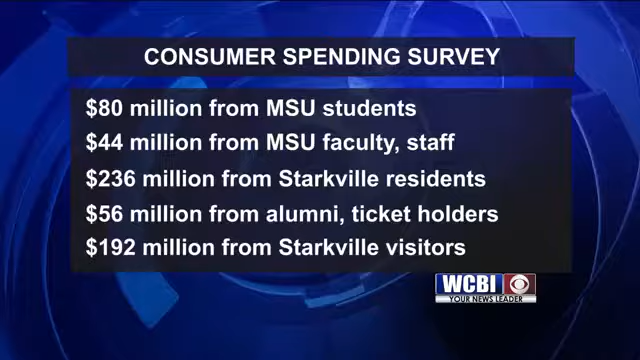 CONSUMER SPENDING SURVEY
$80 million from MSU students
$44 million from MSU faculty, staff
$236 million from Starkville residents
$56 million from alumni, ticket holders
$192 million from Starkville visitors
WCBI
YOUR NEWS LEADER